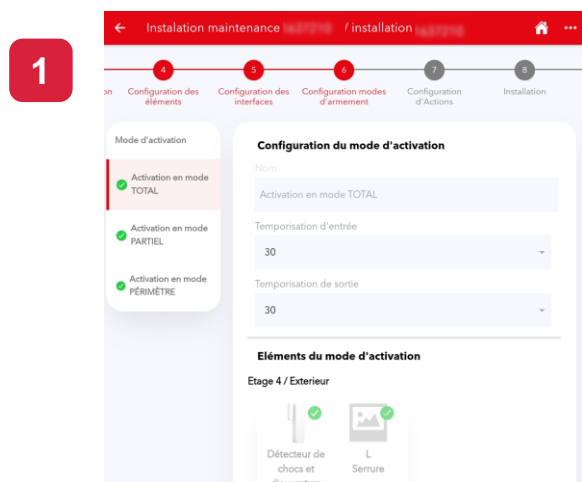 1
Instalation maintenance / installation
4
5
6
7
8
on
Configuration des éléments
Configuration des interfaces
Configuration modes d'armement
Configuration d'Actions
Installation
Mode d'activation
Activation en mode TOTAL
Activation en mode PARTIEL
Activation en mode PÉRIMÈTRE
Configuration du mode d'activation
Nom
Activation en mode TOTAL
Temporisation d'entrée
30
Temporisation de sortie
30
Eléments du mode d'activation
Etage 4 / Exterieur
Détecteur de
chocs et
d'ouverture
L
Serrure